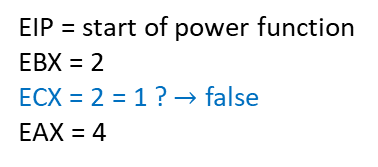 EIP = start of power function
EBX = 2
ECX = 2 = 1 ? → false
EAX = 4